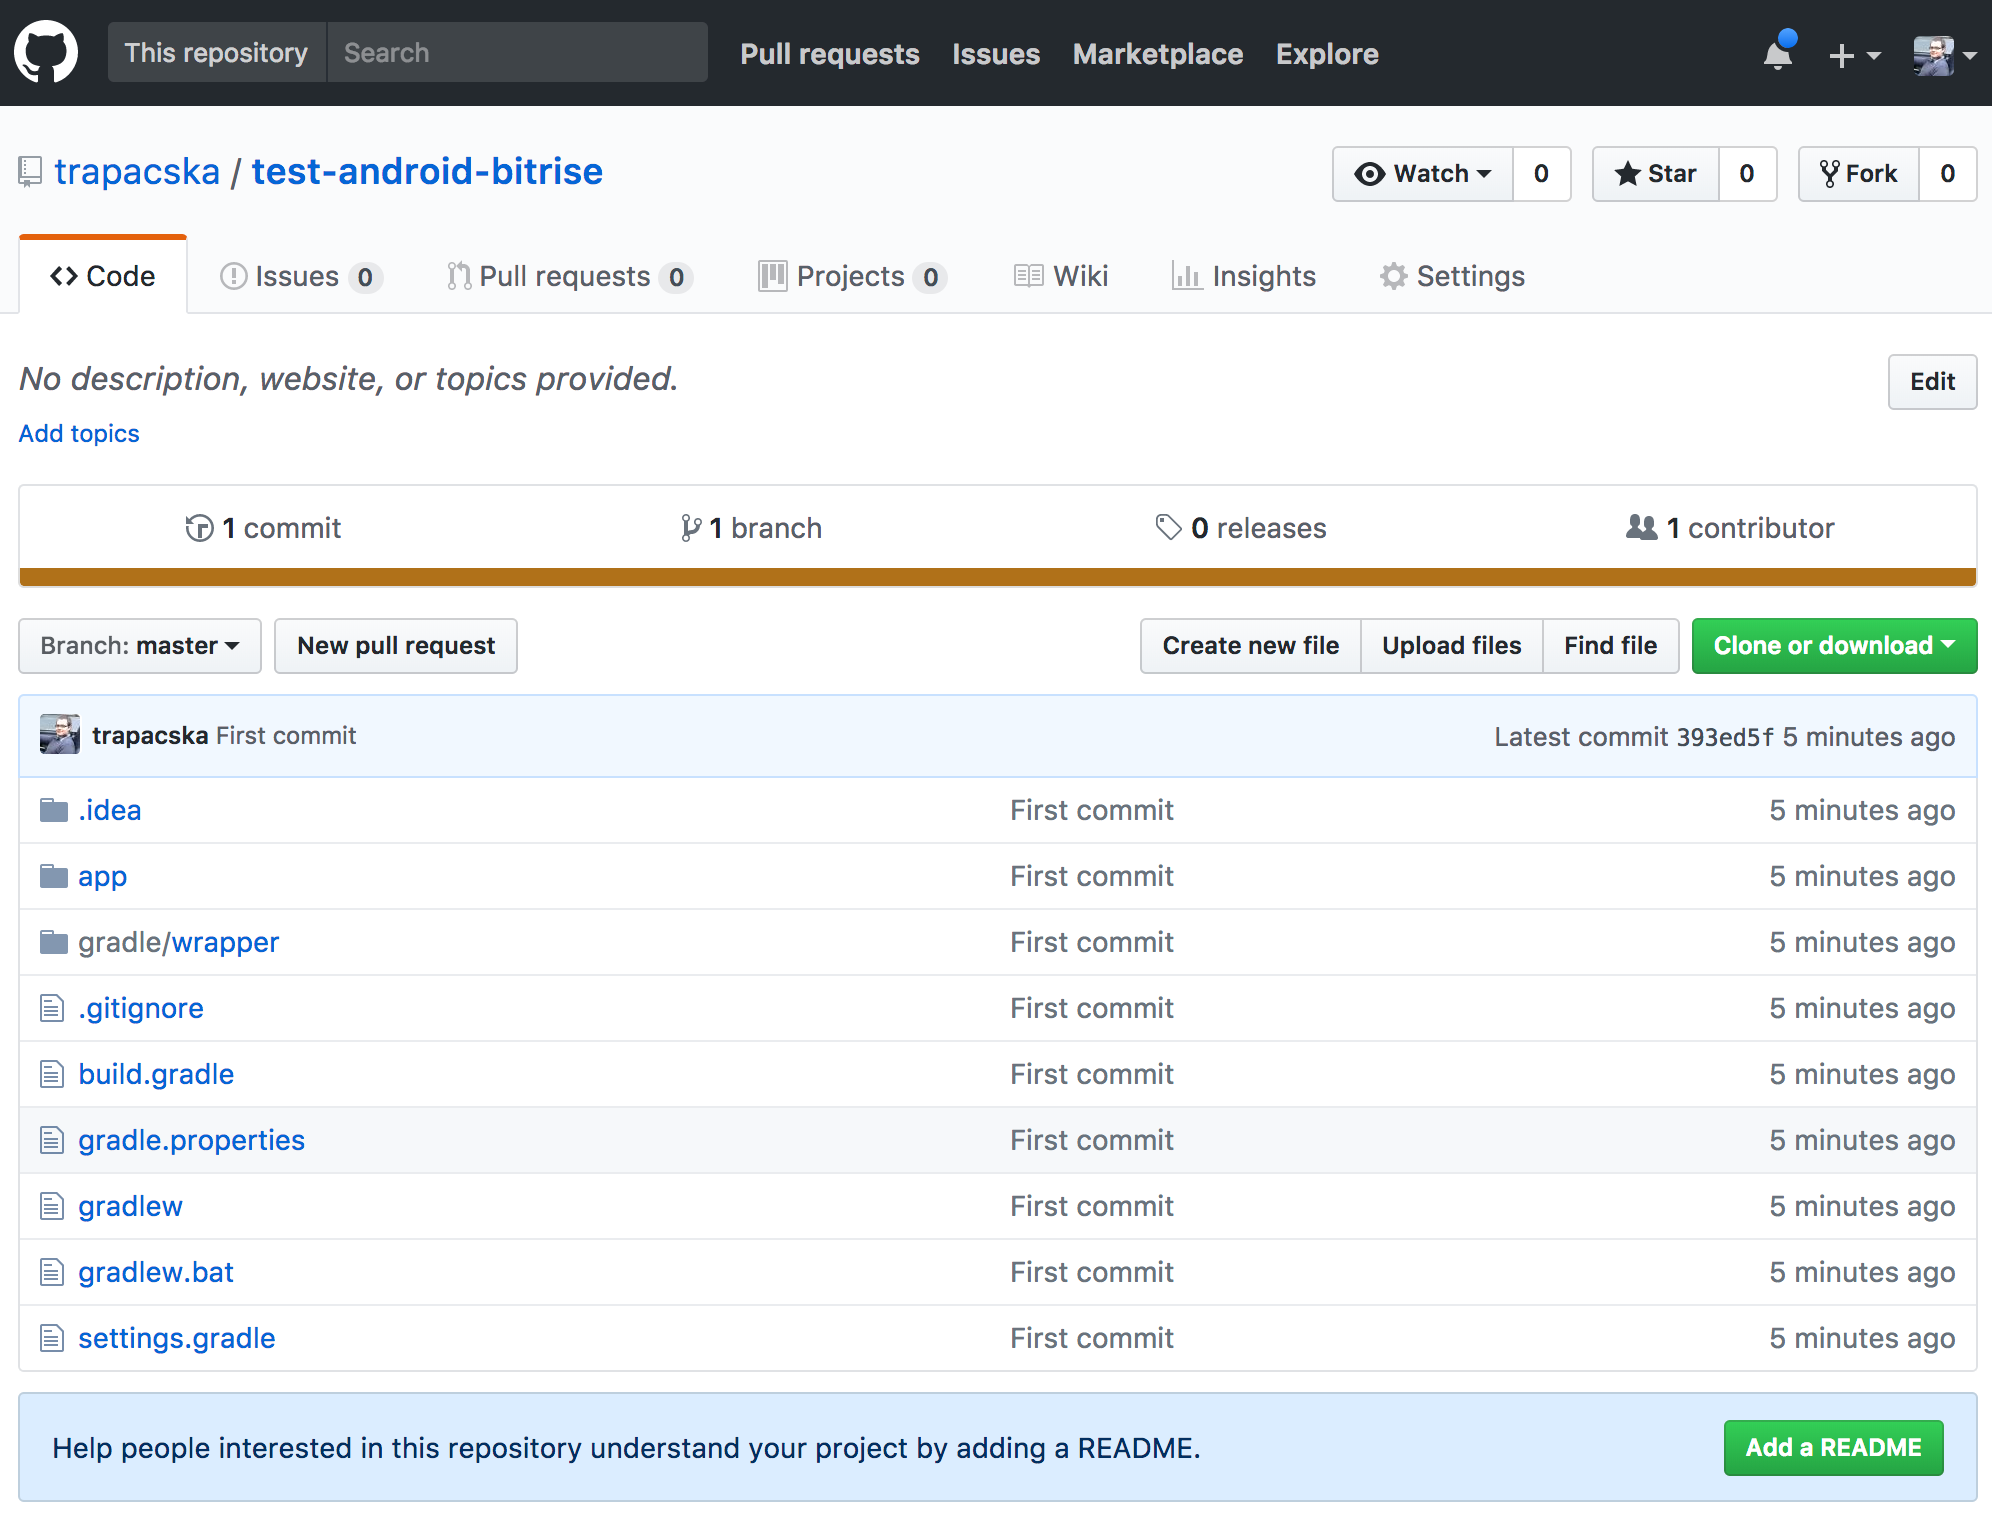 This repository Search Pull requests Issues Marketplace Explore
trapacska / test-android-bitrise Watch 0 Star 0 Fork 0
Code Issues 0 Pull requests 0 Projects 0 Wiki Insights Settings
No description, website, or topics provided. Edit
Add topics
1 commit 1 branch 0 releases 1 contributor
Branch: master New pull request Create new file Upload files Find file Clone or download
trapacska First commit Latest commit 393ed5f 5 minutes ago
.idea First commit 5 minutes ago
app First commit 5 minutes ago
gradle/wrapper First commit 5 minutes ago
.gitignore First commit 5 minutes ago
build.gradle First commit 5 minutes ago
gradle.properties First commit 5 minutes ago
gradlew First commit 5 minutes ago
gradlew.bat First commit 5 minutes ago
settings.gradle First commit 5 minutes ago
Help people interested in this repository understand your project by adding a README. Add a README